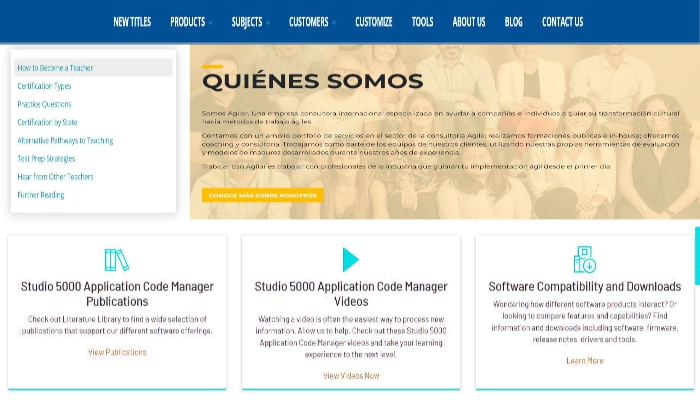 NEW TITLES PRODUCTS SUBJECTS CUSTOMERS CUSTOMIZE TOOLS ABOUT US BLOG CONTACT US
How to Become a Teacher
Certification Types
Practice Questions
Certification by State
Alternative Pathways to Teaching
Test Prep Strategies
Hear from Other Teachers
Further Reading
QUIÉNES SOMOS
Somos Agilar. Una empresa consultora internacional especializada en ayudar a compañías e individuos a guiar su transformación cultural
hacia métodos de trabajo ágiles.
Contamos con un amplio portfolio de servicios en el sector de la consultoría Agile; realizamos formaciones públicas e in-house; ofrecemos
coaching y consultoría. Trabajamos como parte de los equipos de nuestros clientes, utilizando nuestras propias herramientas de evaluación
y modelos de madurez desarrollados durante nuestros años de experiencia.
Trabajar con Agilar es trabajar con profesionales de la industria que guiarán tu implementación ágil desde el primer día.
CONOCE MÁS SOBRE NOSOTROS
Studio 5000 Application Code Manager
Publications
Check out Literature Library to find a wide selection of
publications that support our different software offerings.
View Publications
Studio 5000 Application Code Manager
Videos
Watching a video is often the easiest way to process new
information. Allow us to help. Check out these Studio 5000
Application Code Manager videos and take your learning
experience to the next level.
View Videos Now
Software Compatibility and Downloads
Wondering how different software products interact? Or
looking to compare features and capabilities? Find
information and downloads including software, firmware,
release notes, drivers and tools.
Learn More